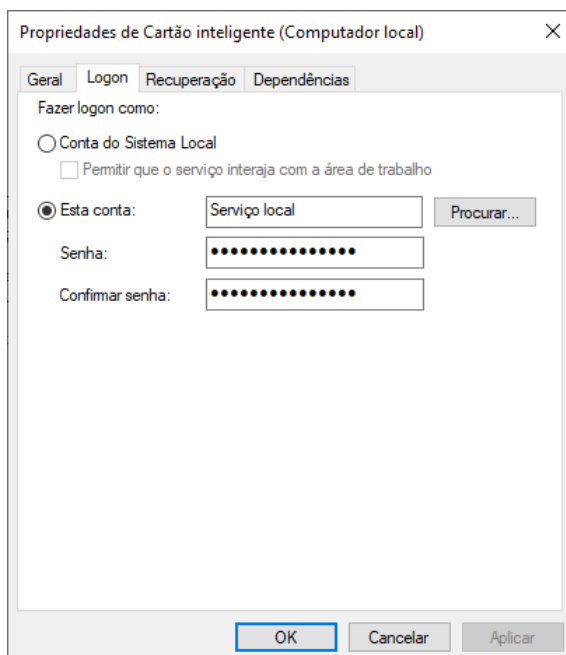 Propriedades de Cartão inteligente (Computador local)
Geral Logon Recuperação Dependências
Fazer logon como:
Conta do Sistema Local
Permitir que o serviço interaja com a área de trabalho
Esta conta: Serviço local Procurar...
Senha: ●●●●●●●●●●●●●●●
Confirmar senha: ●●●●●●●●●●●●●●●
OK Cancelar Aplicar